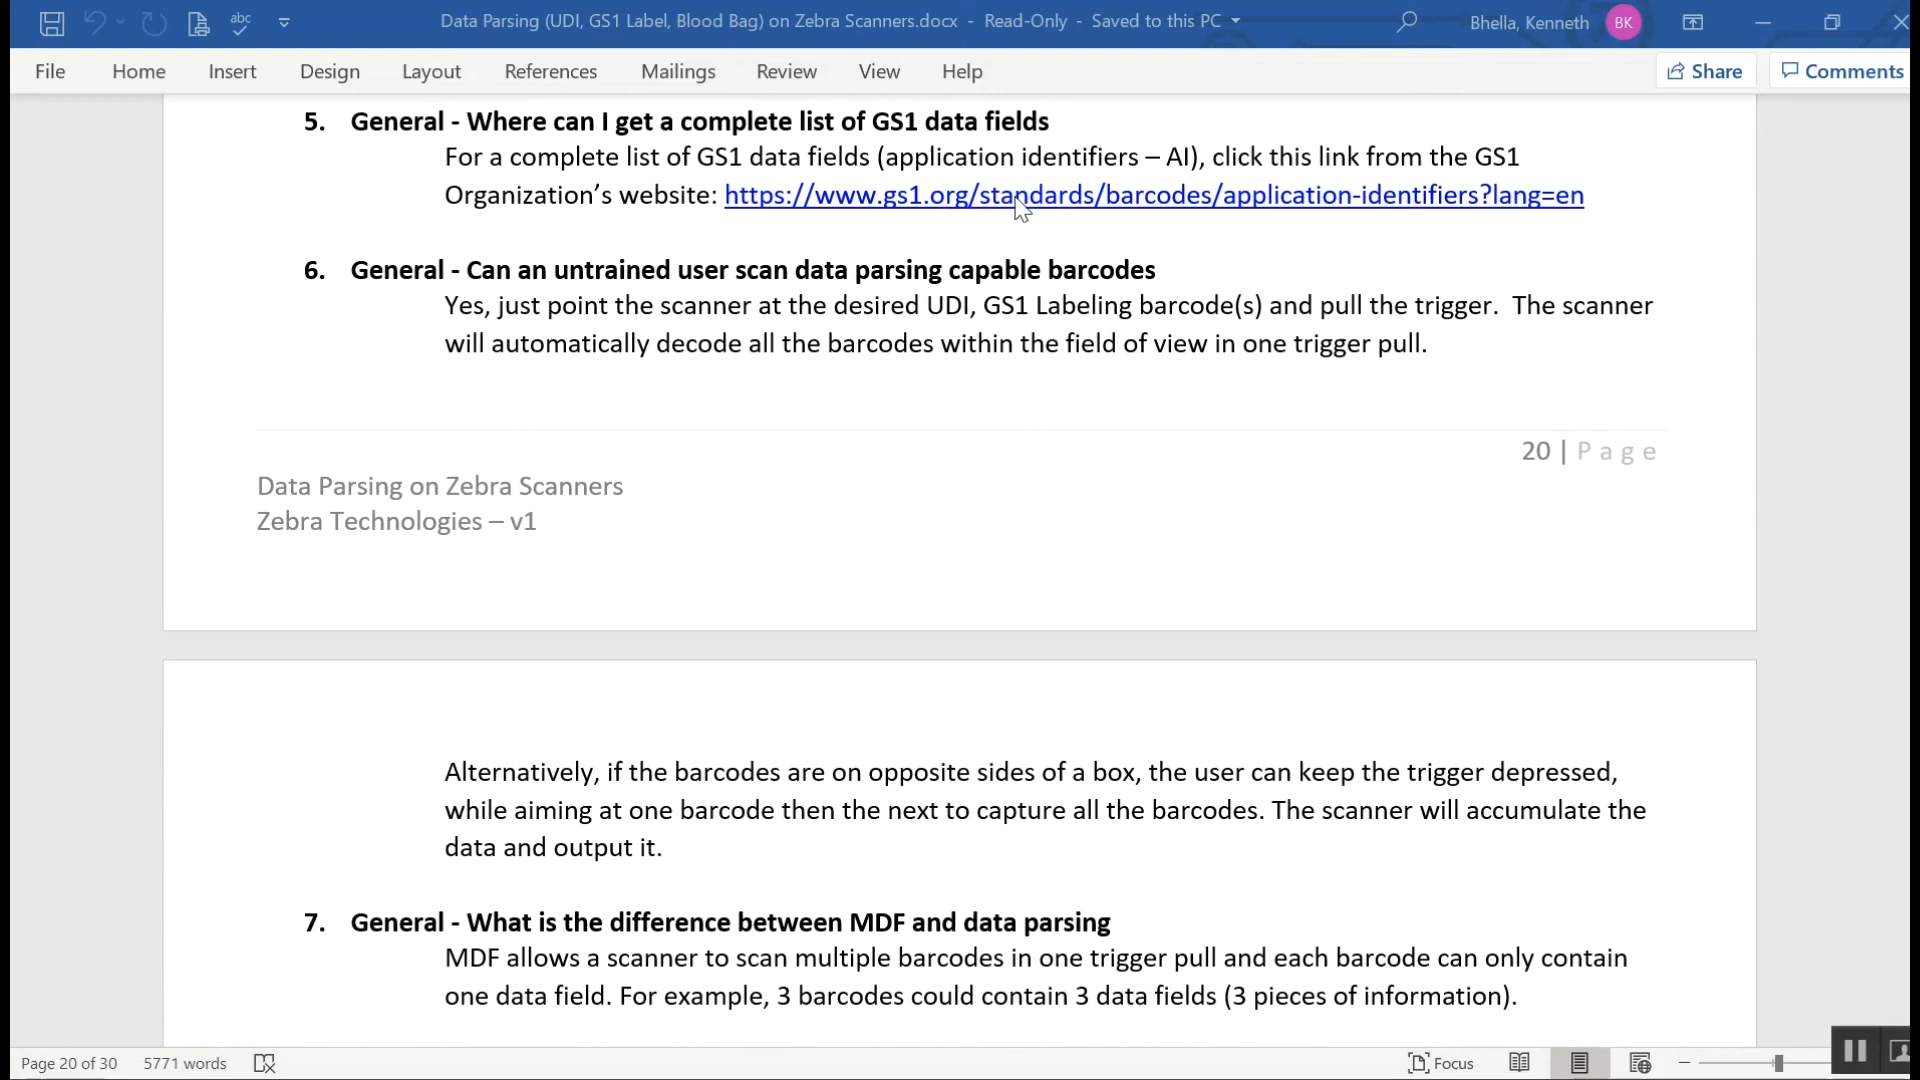 abc
Data Parsing (UDI, GS1 Label, Blood Bag) on Zebra Scanners.docx - Read-Only - Saved to this PC
Bhella, Kenneth
BK
File
Home
Insert
Design
Layout
References
Mailings
Review
View
Help
Share
Comments
5. General - Where can I get a complete list of GS1 data fields
For a complete list of GS1 data fields (application identifiers – AI), click this link from the GS1
Organization’s website: https://www.gs1.org/standards/barcodes/application-identifiers?lang=en
6. General - Can an untrained user scan data parsing capable barcodes
Yes, just point the scanner at the desired UDI, GS1 Labeling barcode(s) and pull the trigger. The scanner
will automatically decode all the barcodes within the field of view in one trigger pull.
20 | Page
Data Parsing on Zebra Scanners
Zebra Technologies – v1
Alternatively, if the barcodes are on opposite sides of a box, the user can keep the trigger depressed,
while aiming at one barcode then the next to capture all the barcodes. The scanner will accumulate the
data and output it.
7. General - What is the difference between MDF and data parsing
MDF allows a scanner to scan multiple barcodes in one trigger pull and each barcode can only contain
one data field. For example, 3 barcodes could contain 3 data fields (3 pieces of information).
Page 20 of 30
5771 words
Focus